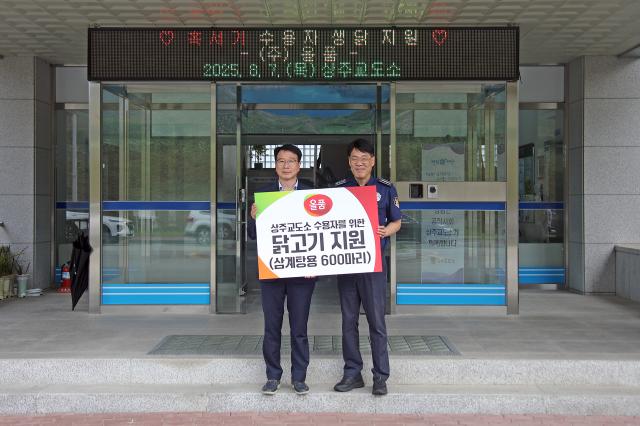 ♡ 혹서기 수용자 생닭 지원 ♡
- (주) 올품 -
2025. 8. 7. (목) 상주교도소
올품
상주교도소 수용자를 위한
닭고기 지원
(삼계탕용 600마리)